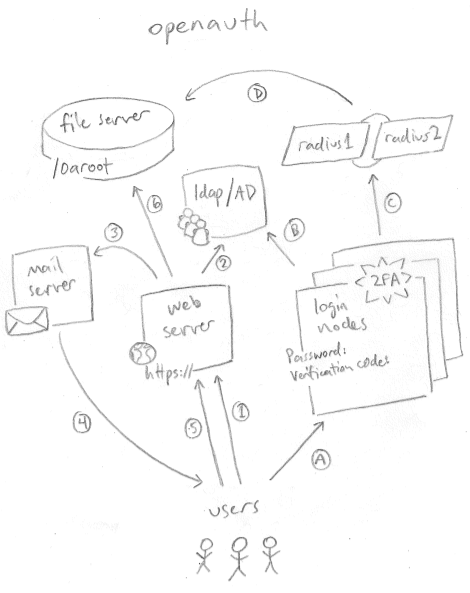 openauth
D
file server
/oaroot
radius1
radius2
ldap/AD
6
C
B
3
2
mail
server
2FA
login
nodes
web
server
Password:
Verification codes
https://
4
5
1
A
users